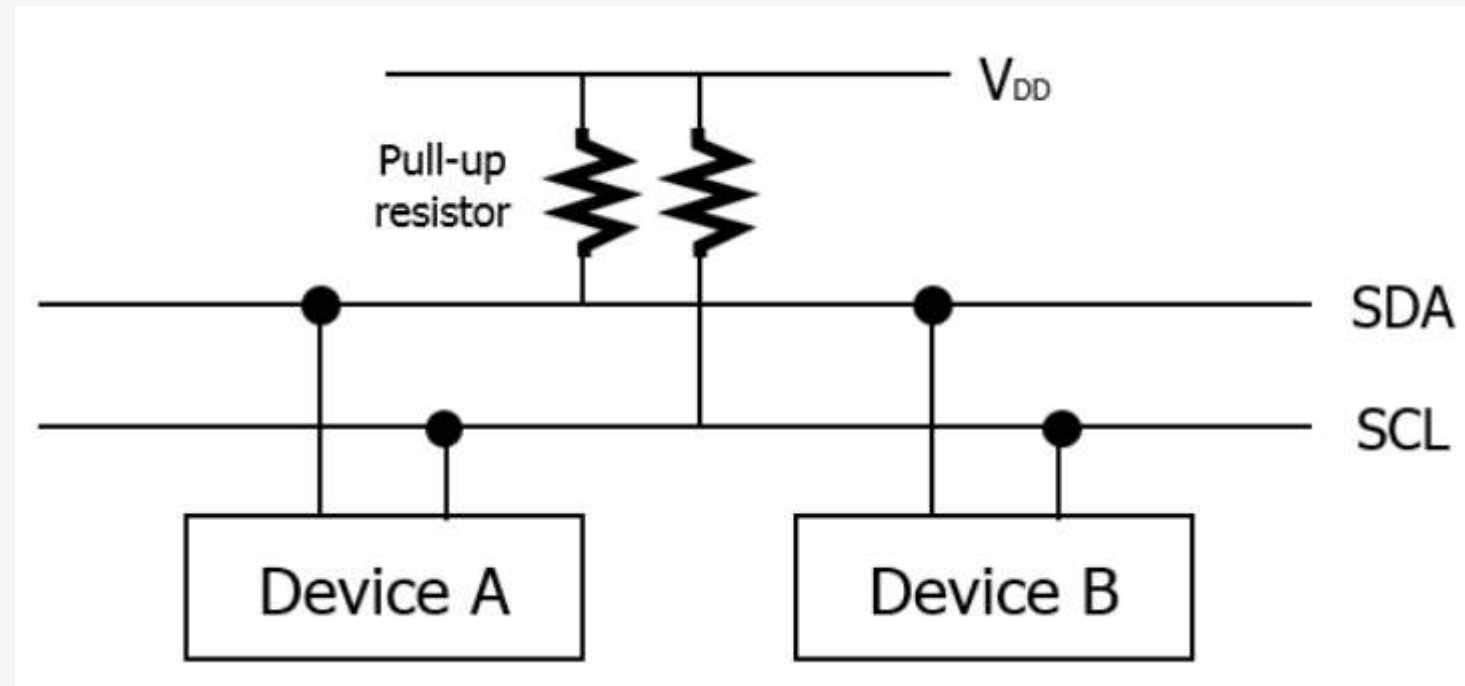 VDD
Pull-up
resistor
SDA
SCL
Device A
Device B